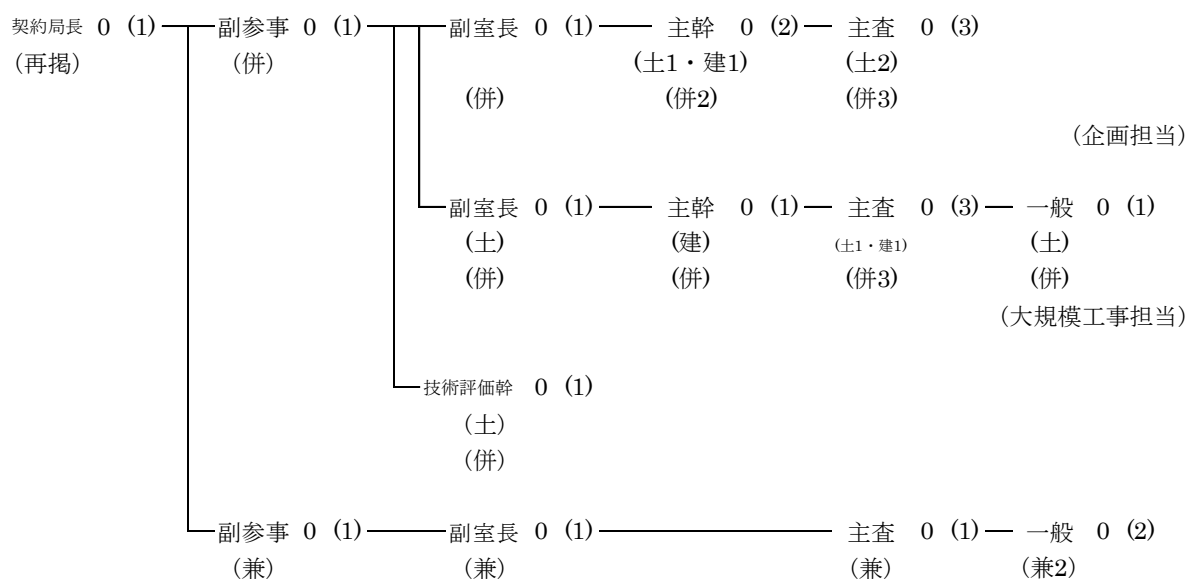 契約局長 0 (1) 副参事 0 (1) 副室長 0 (1) 主幹 0 (2) 主査 0 (3)
(再掲) (併) (土1・建1) (土2)
(併) (併2) (併3)
(企画担当)
副室長 0 (1) 主幹 0 (1) 主査 0 (3) 一般 0 (1)
(土) (建) (土1・建1) (土)
(併) (併) (併3) (併)
(大規模工事担当)
技術評価幹 0 (1)
(土)
(併)
副参事 0 (1) 副室長 0 (1) 主査 0 (1) 一般 0 (2)
(兼) (兼) (兼) (兼2)